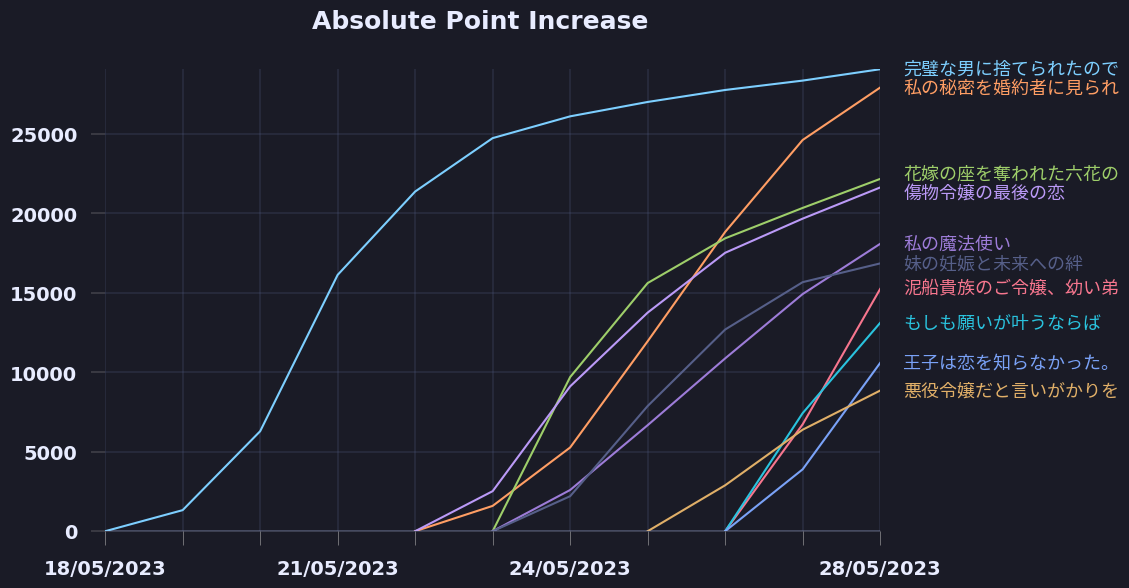 Absolute Point Increase
完璧な男に捨てられたので
私の秘密を婚約者に見られ
25000
花嫁の座を奪われた六花の
傷物令嬢の最後の恋
20000
私の魔法使い
妹の妊娠と未来への絆
15000
泥船貴族のご令嬢、幼い弟
もしも願いが叶うならば
10000
王子は恋を知らなかった。
悪役令嬢だと言いがかりを
5000
0
18/05/2023
21/05/2023
24/05/2023
28/05/2023